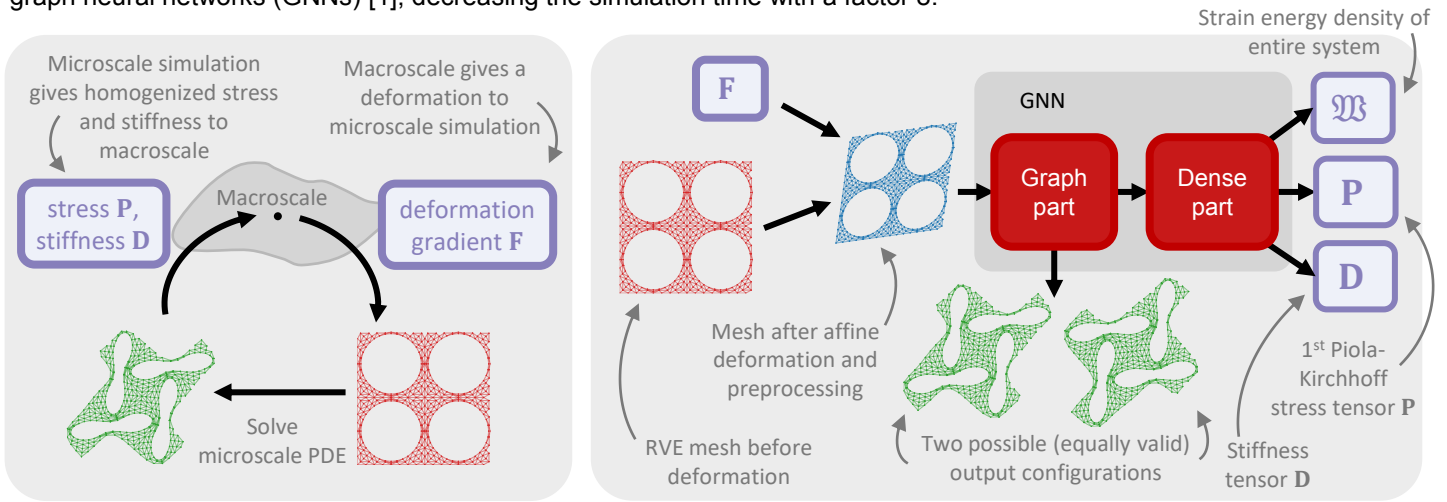 graph neural networks (GNNs) [1], decreasing the simulation time with a factor 8.
Microscale simulation
gives homogenized stress
and stiffness to
macroscale
Macroscale gives a
deformation to
microscale simulation
stress P,
stiffness D
Macroscale
deformation
gradient F
Solve
microscale PDE
Strain energy density of
entire system
F
GNN
𝔚
Graph
part
Dense
part
P
D
Mesh after affine
deformation and
preprocessing
RVE mesh before
deformation
Two possible (equally valid)
output configurations
1st Piola-
Kirchhoff
stress tensor P
Stiffness
tensor D